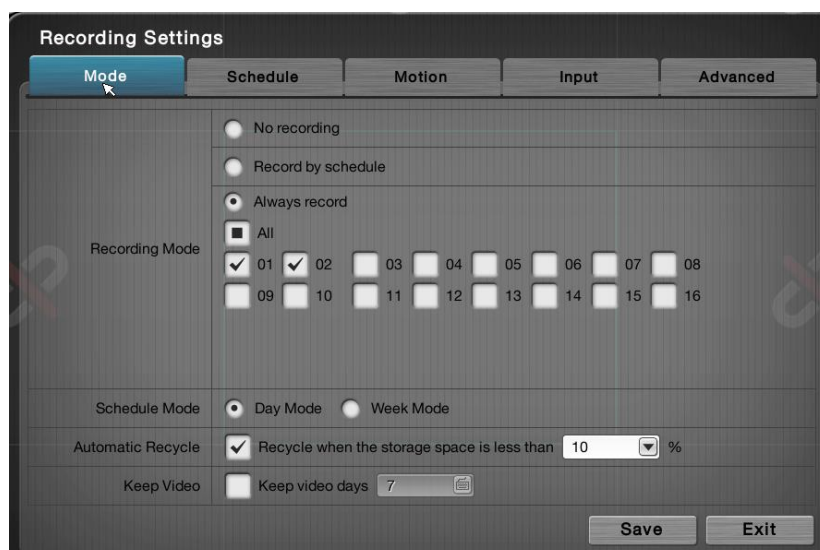 Recording Settings
Mode Schedule Motion Input Advanced
No recording
Record by schedule
Always record
All
Recording Mode
01 02 03 04 05 06 07 08
09 10 11 12 13 14 15 16
Schedule Mode Day Mode Week Mode
Automatic Recycle Recycle when the storage space is less than 10 %
Keep Video Keep video days 7
Save Exit